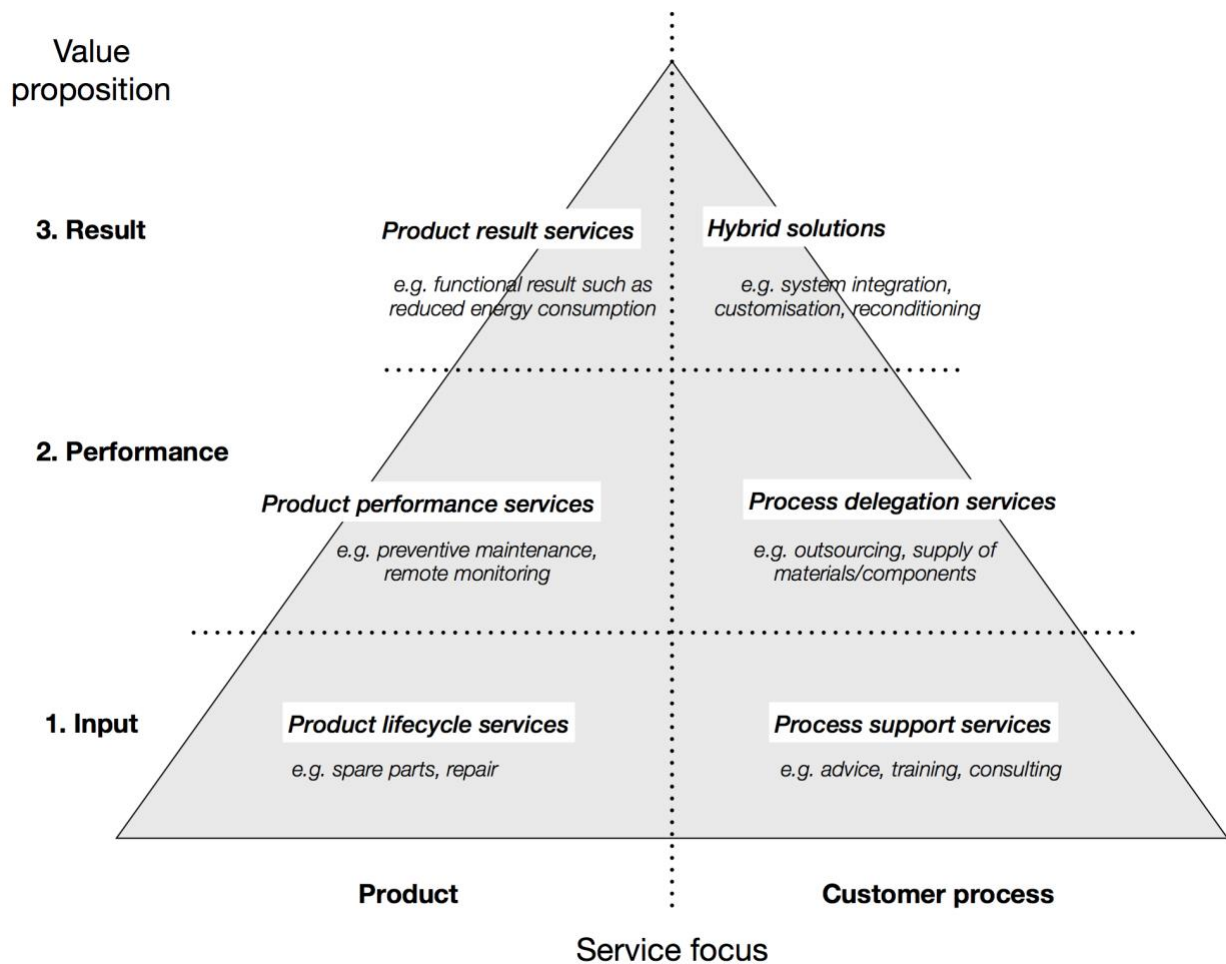 Value
proposition
3. Result
Product result services
Hybrid solutions
e.g. functional result such as
reduced energy consumption
e.g. system integration,
customisation, reconditioning
2. Performance
Product performance services
Process delegation services
e.g. preventive maintenance,
remote monitoring
e.g. outsourcing, supply of
materials/components
1. Input
Product lifecycle services
Process support services
e.g. spare parts, repair
e.g. advice, training, consulting
Product
Customer process
Service focus